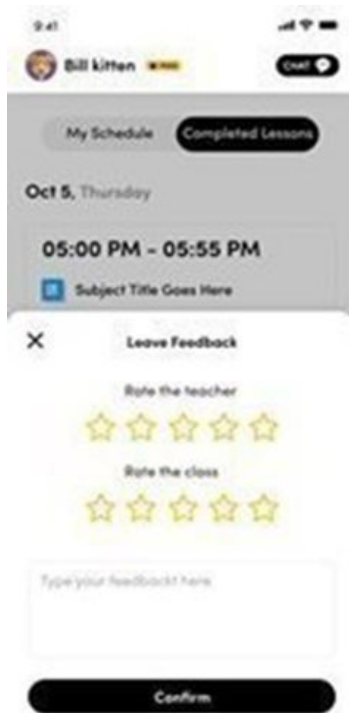 9:41
Bill kitten
CHAT
My Schedule
Completed Lessons
Oct 5, Thursday
05:00 PM - 05:55 PM
Subject Title Goes Here
Leave Feedback
Rate the teacher
Rate the class
Type your feedbackt here
Confirm